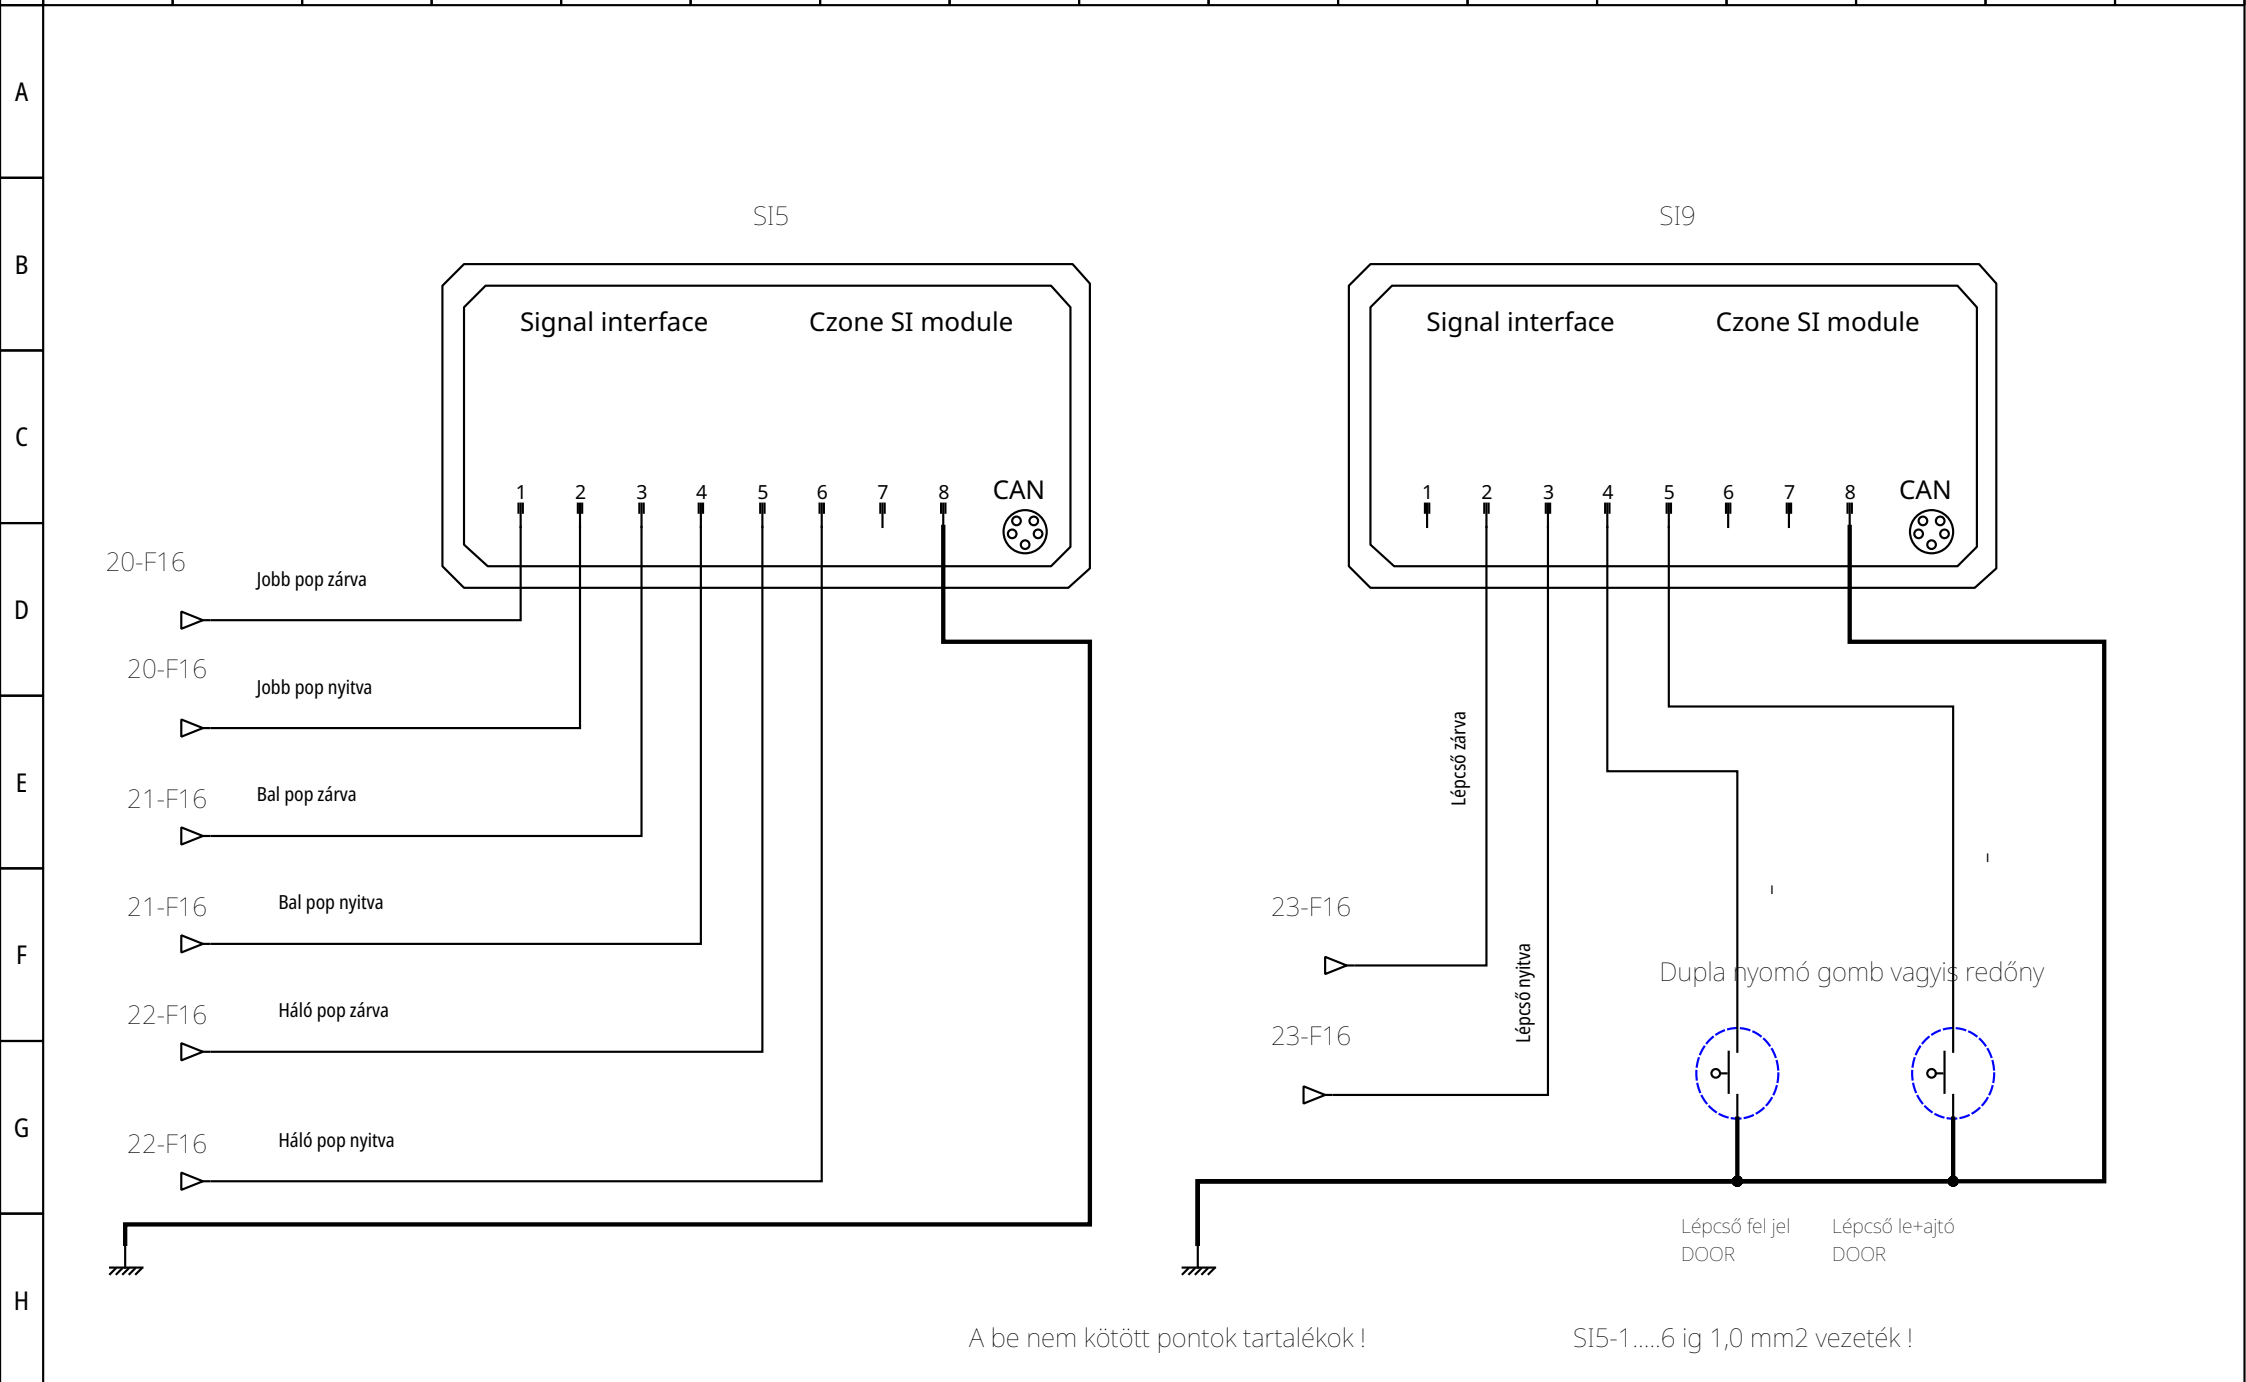 A
B
C
D
E
F
G
H
SI5
Signal interface Czone SI module
1 2 3 4 5 6 7 8 CAN
20-F16
Jobb pop zárva
20-F16
Jobb pop nyitva
21-F16
Bal pop zárva
21-F16
Bal pop nyitva
22-F16
Háló pop zárva
22-F16
Háló pop nyitva
SI9
Signal interface Czone SI module
1 2 3 4 5 6 7 8 CAN
Lépcső zárva
23-F16
Lépcső nyitva
23-F16
Dupla nyomó gomb vagyis redőny
Lépcső fel jel
DOOR
Lépcső le+ajtó
DOOR
A be nem kötött pontok tartalékok !
SI5-1.....6 ig 1,0 mm2 vezeték !